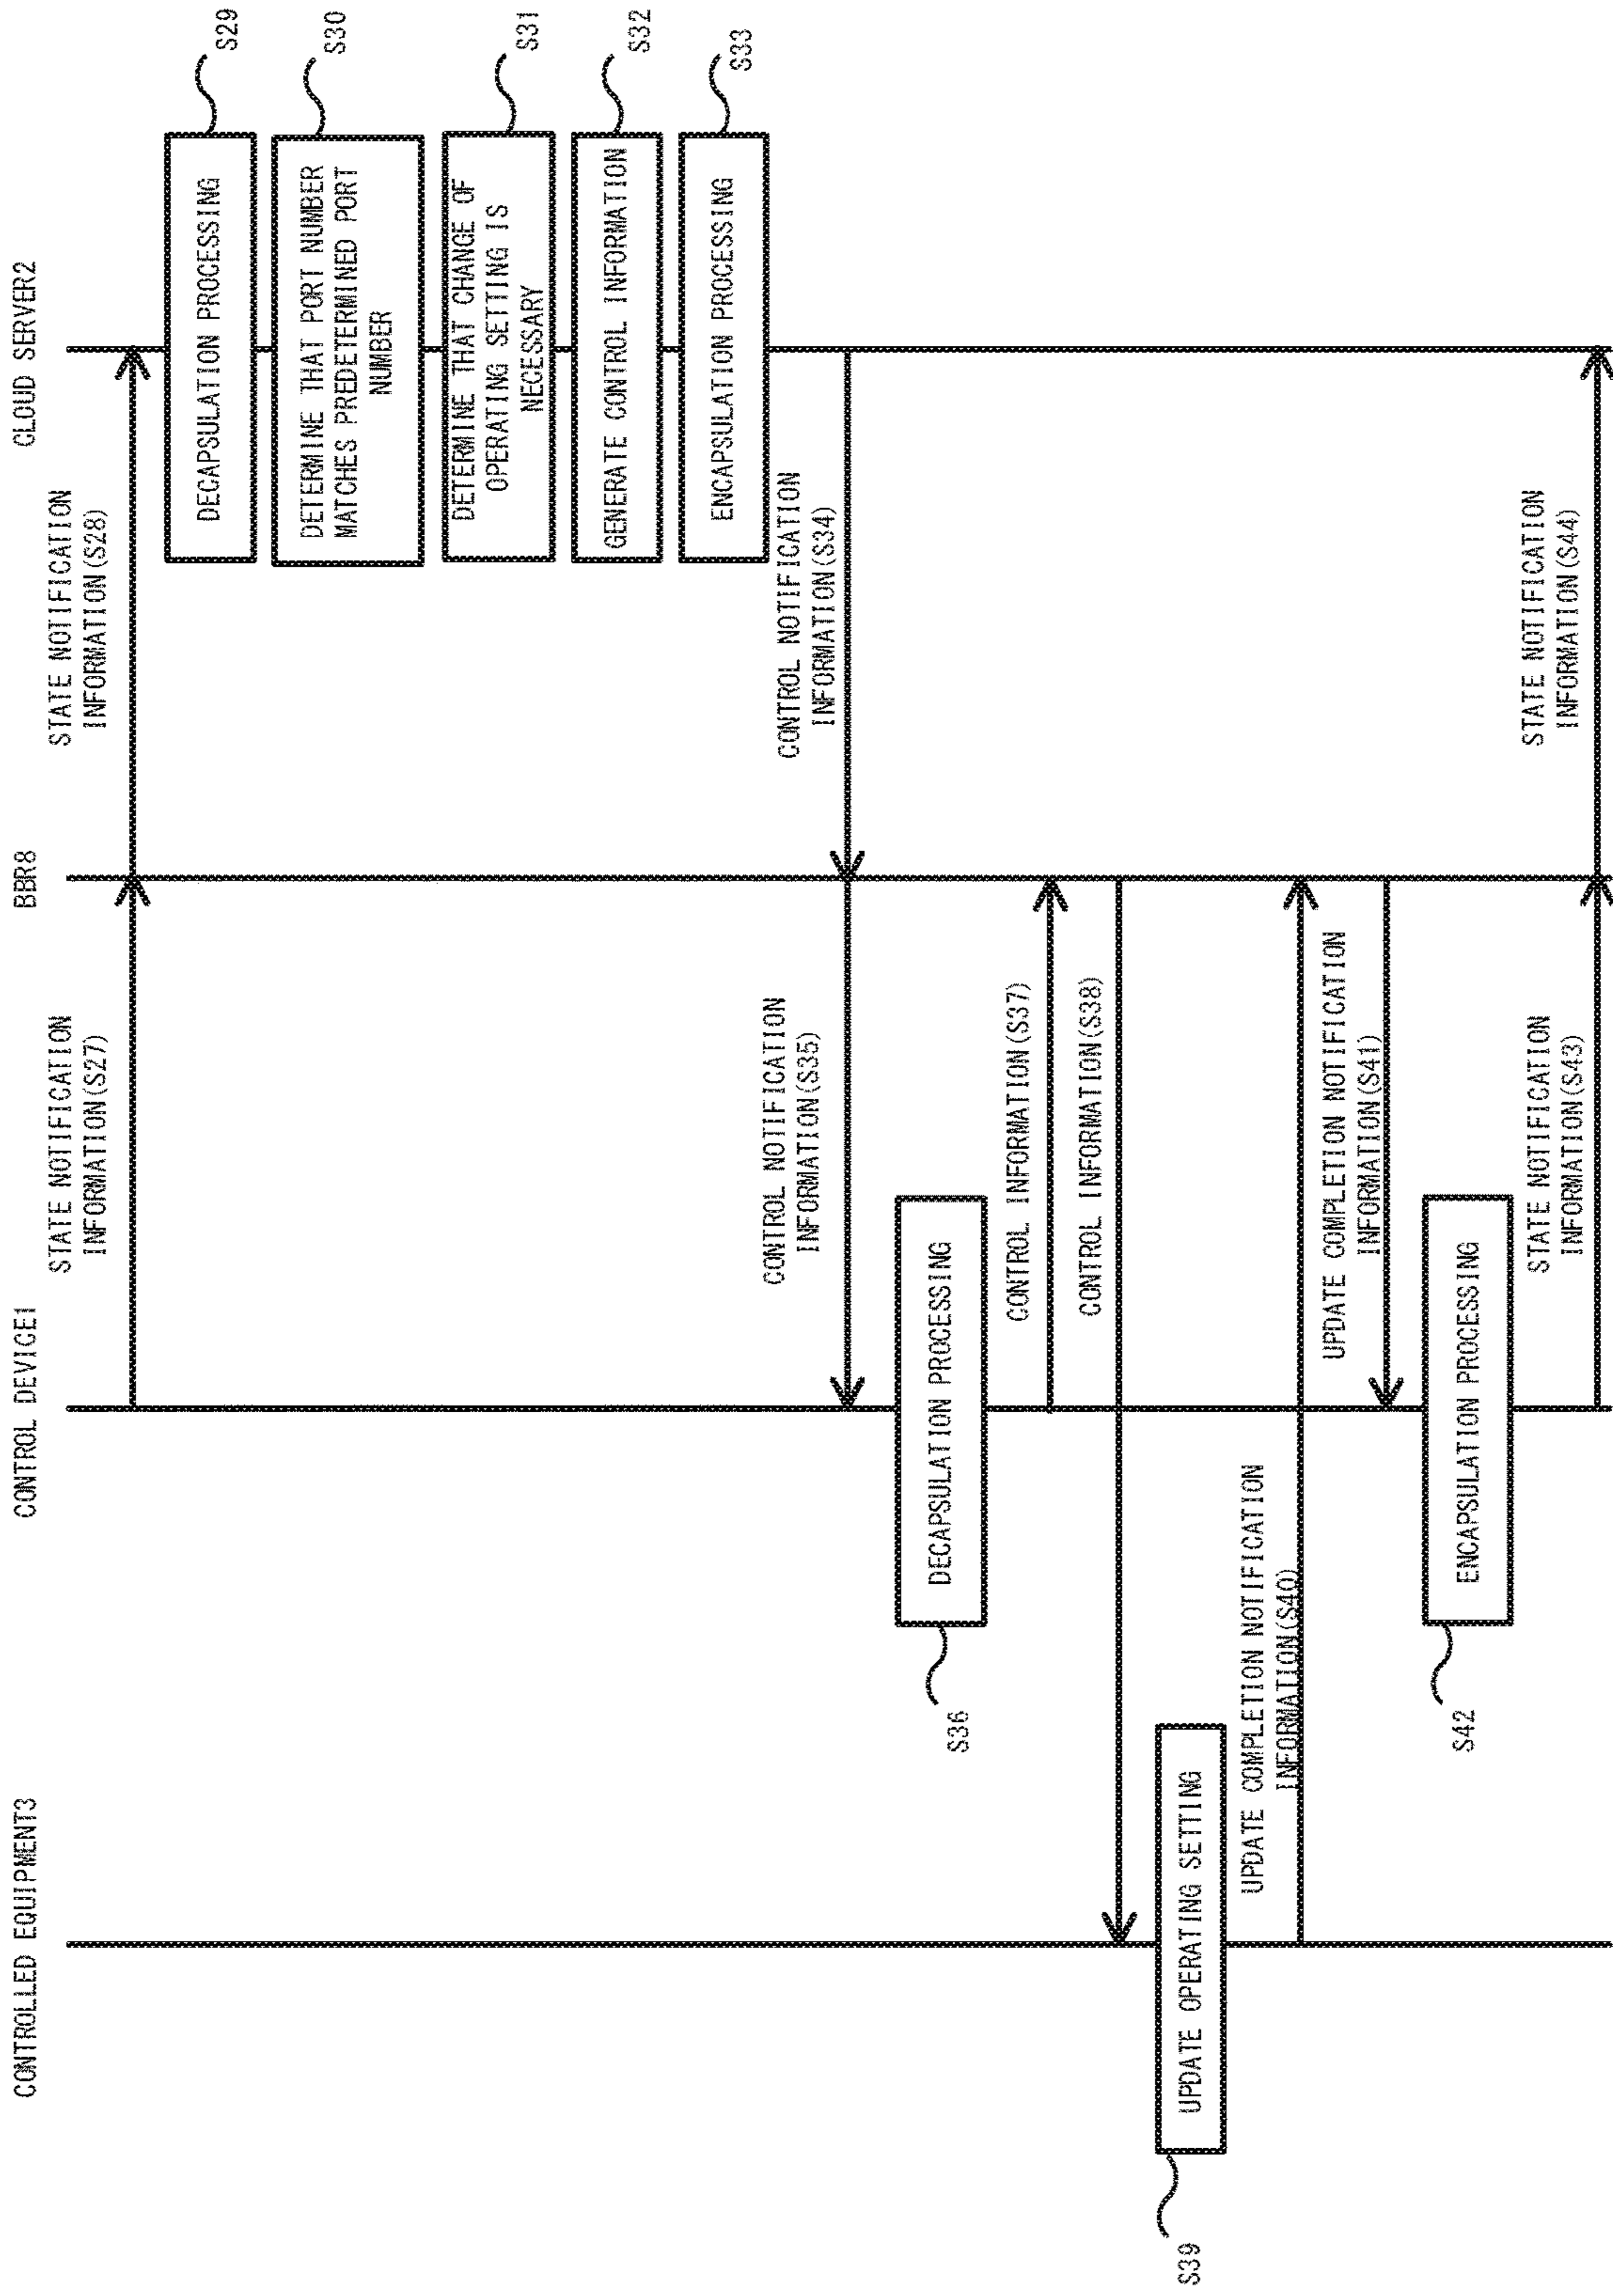 CONTROLLED EQUIPMENT3
CONTROL DEVICE1
BBR8
CLOUD SERVER2
STATE NOTIFICATION
INFORMATION(S27)
STATE NOTIFICATION
INFORMATION(S28)
DECAPSULATION PROCESSING
S29
DETERMINE THAT PORT NUMBER
MATCHES PREDETERMINED PORT
NUMBER
S30
DETERMINE THAT CHANGE OF
OPERATING SETTING IS
NECESSARY
S31
GENERATE CONTROL INFORMATION
S32
ENCAPSULATION PROCESSING
S33
CONTROL NOTIFICATION
INFORMATION(S34)
CONTROL NOTIFICATION
INFORMATION(S35)
DECAPSULATION PROCESSING
S36
CONTROL INFORMATION(S37)
CONTROL INFORMATION(S38)
UPDATE OPERATING SETTING
S39
UPDATE COMPLETION NOTIFICATION
INFORMATION(S40)
UPDATE COMPLETION NOTIFICATION
INFORMATION(S41)
ENCAPSULATION PROCESSING
S42
STATE NOTIFICATION
INFORMATION(S43)
STATE NOTIFICATION
INFORMATION(S44)